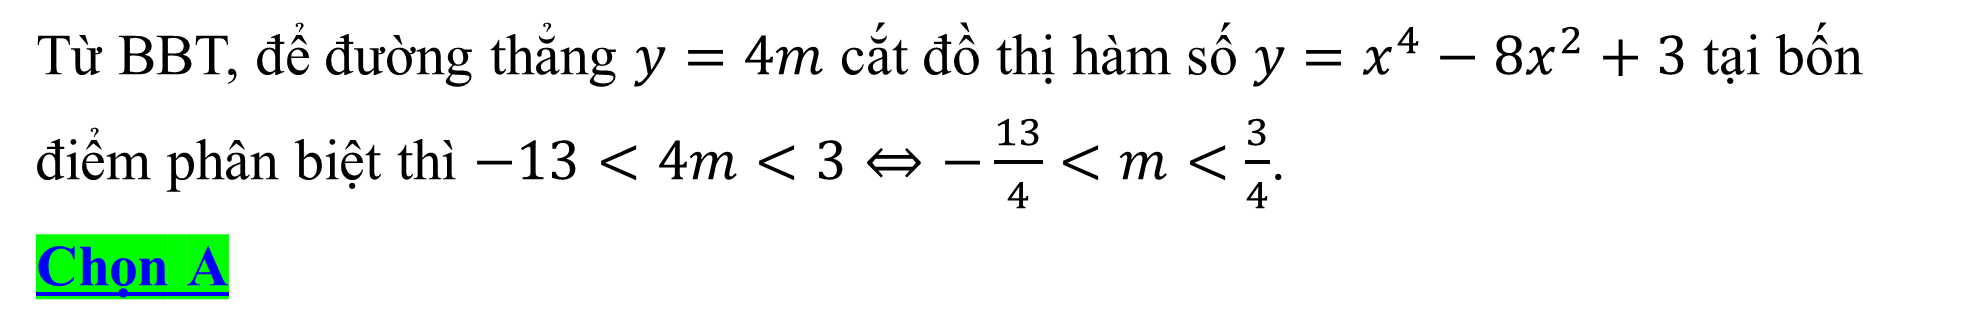 Từ BBT, để đường thẳng y = 4m cắt đồ thị hàm số y = x⁴ − 8x² + 3 tại bốn
điểm phân biệt thì −13 < 4m < 3 ⇔ −13/4 < m < 3/4.
Chọn A